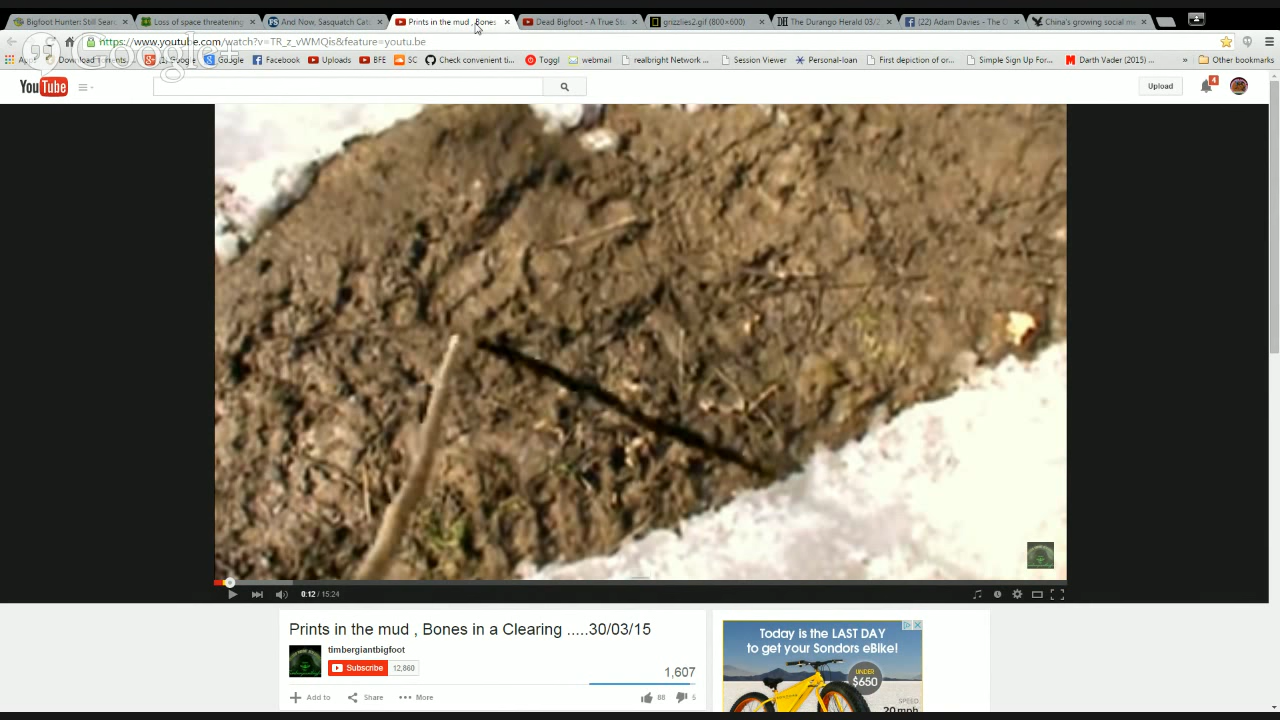 Bigfoot Hunter: Still Sear
Loss of space threatening
And Now, Sasquatch Catc
Prints in the mud , Bones
Dead Bigfoot - A True Sto
grizzlies2.gif (800×600)
The Durango Herald 03/2
(22) Adam Davies - The O
China's growing social me
https://www.youtube.com/watch?v=TR_z_vWMQis&feature=youtu.be
Google+
Google
Facebook
Uploads
BFE
SC
Check convenient ti...
Toggl
webmail
realbright Network ...
Session Viewer
Personal-loan
First depiction of or...
Simple Sign Up For...
Darth Vader (2015) ...
»
Other bookmarks
YouTube
Upload
4
0:12 / 15:24
Prints in the mud , Bones in a Clearing .....30/03/15
timbergiantbigfoot
Subscribe 12,860
1,607
Add to
Share
More
88
5
Today is the LAST DAY
to get your Sondors eBike!
UNDER
$650
SPEED
20 mph